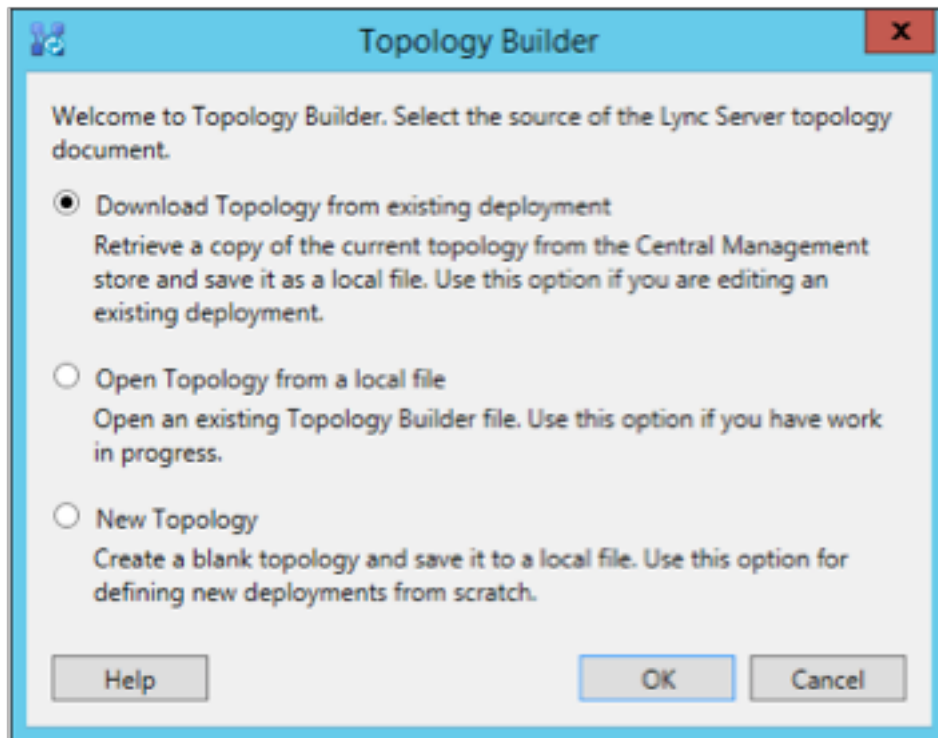 Topology Builder
Welcome to Topology Builder. Select the source of the Lync Server topology
document.
Download Topology from existing deployment
Retrieve a copy of the current topology from the Central Management
store and save it as a local file. Use this option if you are editing an
existing deployment.
Open Topology from a local file
Open an existing Topology Builder file. Use this option if you have work
in progress.
New Topology
Create a blank topology and save it to a local file. Use this option for
defining new deployments from scratch.
Help
OK
Cancel